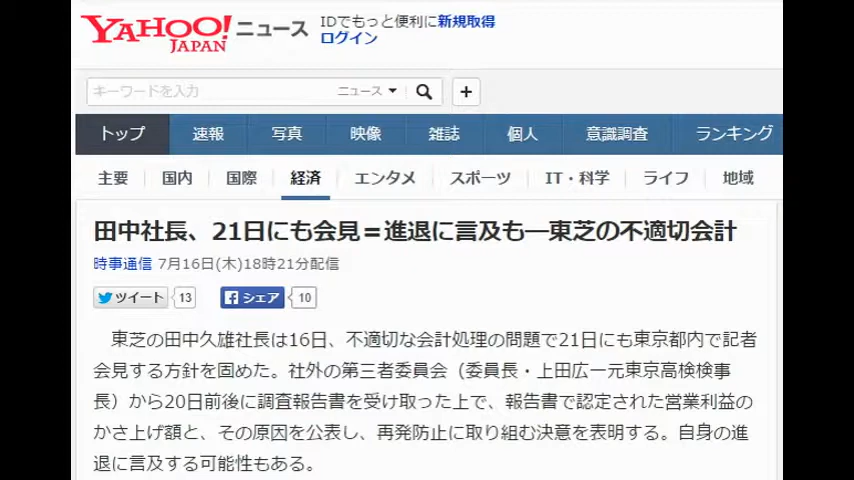 YAHOO! JAPAN ニュース
IDでもっと便利に新規取得
ログイン
キーワードを入力 ニュース
トップ 速報 写真 映像 雑誌 個人 意識調査 ランキング
主要 国内 国際 経済 エンタメ スポーツ IT・科学 ライフ 地域
田中社長、21日にも会見＝進退に言及も―東芝の不適切会計
時事通信 7月16日(木)18時21分配信
ツイート 13 シェア 10
東芝の田中久雄社長は16日、不適切な会計処理の問題で21日にも東京都内で記者
会見する方針を固めた。社外の第三者委員会（委員長・上田広一元東京高検検事
長）から20日前後に調査報告書を受け取った上で、報告書で認定された営業利益の
かさ上げ額と、その原因を公表し、再発防止に取り組む決意を表明する。自身の進
退に言及する可能性もある。